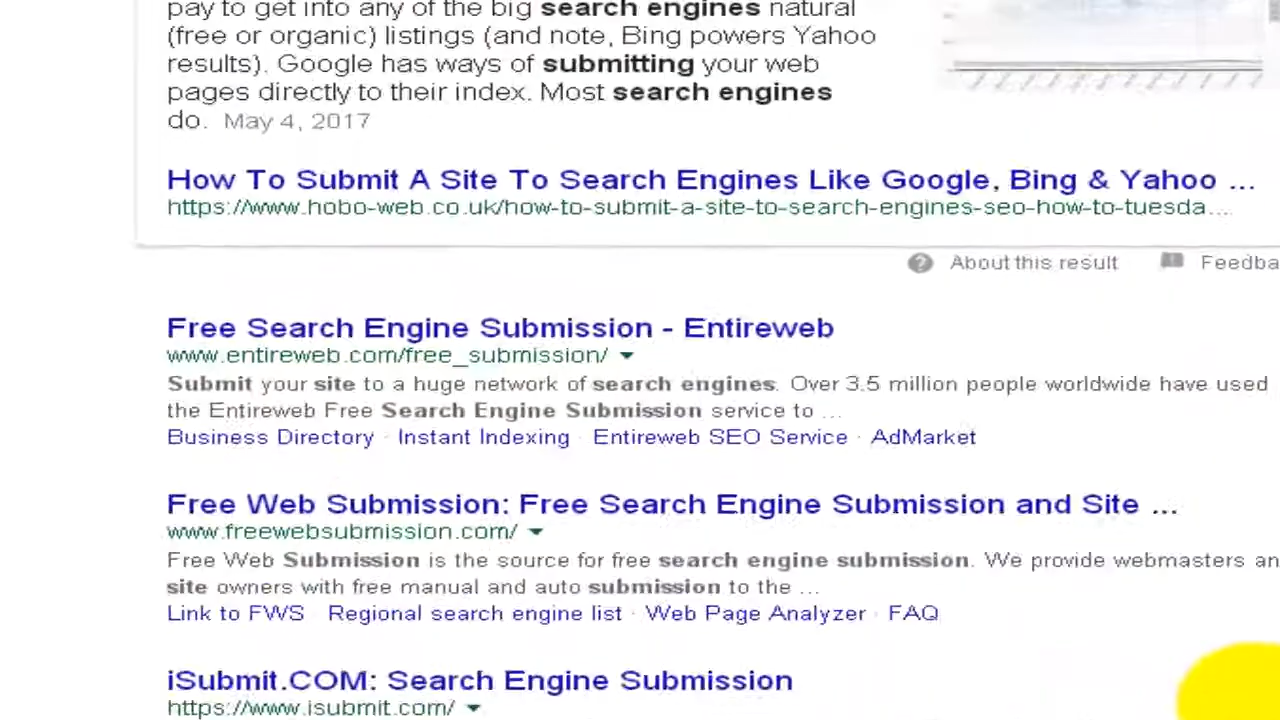 pay to get into any of the big search engines natural
(free or organic) listings (and note, Bing powers Yahoo
results). Google has ways of submitting your web
pages directly to their index. Most search engines
do. May 4, 2017
How To Submit A Site To Search Engines Like Google, Bing & Yahoo ...
https://www.hobo-web.co.uk/how-to-submit-a-site-to-search-engines-seo-how-to-tuesda...
About this result Feedba
Free Search Engine Submission - Entireweb
www.entireweb.com/free_submission/
Submit your site to a huge network of search engines. Over 3.5 million people worldwide have used
the Entireweb Free Search Engine Submission service to ...
Business Directory · Instant Indexing · Entireweb SEO Service · AdMarket
Free Web Submission: Free Search Engine Submission and Site ...
www.freewebsubmission.com/
Free Web Submission is the source for free search engine submission. We provide webmasters an
site owners with free manual and auto submission to the ...
Link to FWS · Regional search engine list · Web Page Analyzer · FAQ
iSubmit.COM: Search Engine Submission
https://www.isubmit.com/